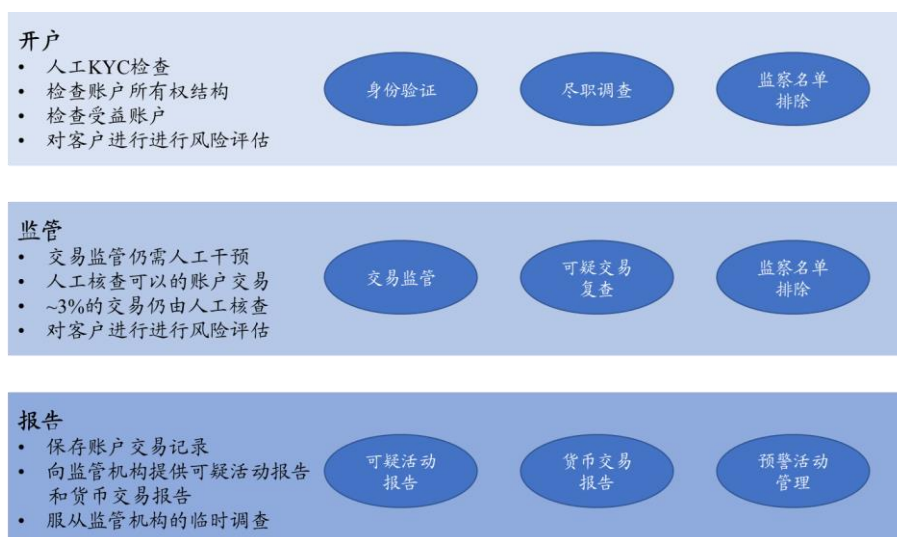 开户
• 人工KYC检查
• 检查账户所有权结构
• 检查受益账户
• 对客户进行进行风险评估
身份验证
尽职调查
监察名单
排除
监管
• 交易监管仍需人工干预
• 人工核查可以的账户交易
• ~3%的交易仍由人工核查
• 对客户进行进行风险评估
交易监管
可疑交易
复查
监察名单
排除
报告
• 保存账户交易记录
• 向监管机构提供可疑活动报告
和货币交易报告
• 服从监管机构的临时调查
可疑活动
报告
货币交易
报告
预警活动
管理